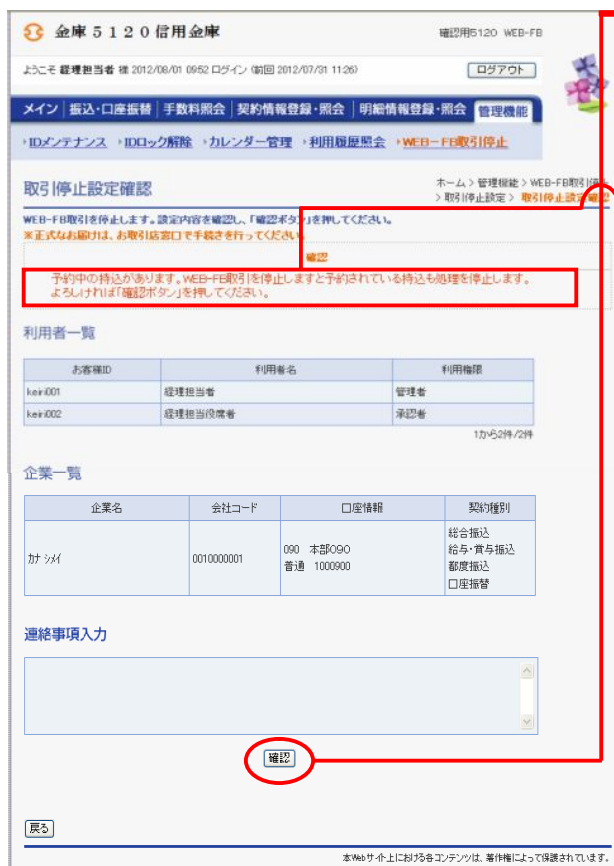 金庫5120信用金庫
確認用5120 WEB-FB
ようこそ 経理担当者 様 2012/08/01 09:52 ログイン (前回 2012/07/31 11:26)
ログアウト
メイン 振込・口座振替 手数料照会 契約情報登録・照会 明細情報登録・照会 管理機能
IDメンテナンス IDロック解除 カレンダー管理 利用履歴照会 WEB-FB取引停止
取引停止設定確認
ホーム > 管理機能 > WEB-FB取引停止
> 取引停止設定 > 取引停止設定確認
WEB-FB取引を停止します。設定内容を確認し、「確認ボタン」を押してください。
※正式なお届けは、お取引店窓口で手続きを行ってください。
確認
予約中の持込があります。WEB-FB取引を停止しますと予約されている持込も処理を停止します。
よろしければ「確認ボタン」を押してください。
利用者一覧
お客様ID 利用者名 利用権限
keiri001 経理担当者 管理者
keiri002 経理担当役席者 承認者
1から2件/2件
企業一覧
企業名 会社コード 口座情報 契約種別
カナ シメイ 0010000001 090 本部090 普通 1000900
総合振込
給与・賞与振込
都度振込
口座振替
連絡事項入力
確認
戻る
本Webサイト上における各コンテンツは、著作権によって保護されています。